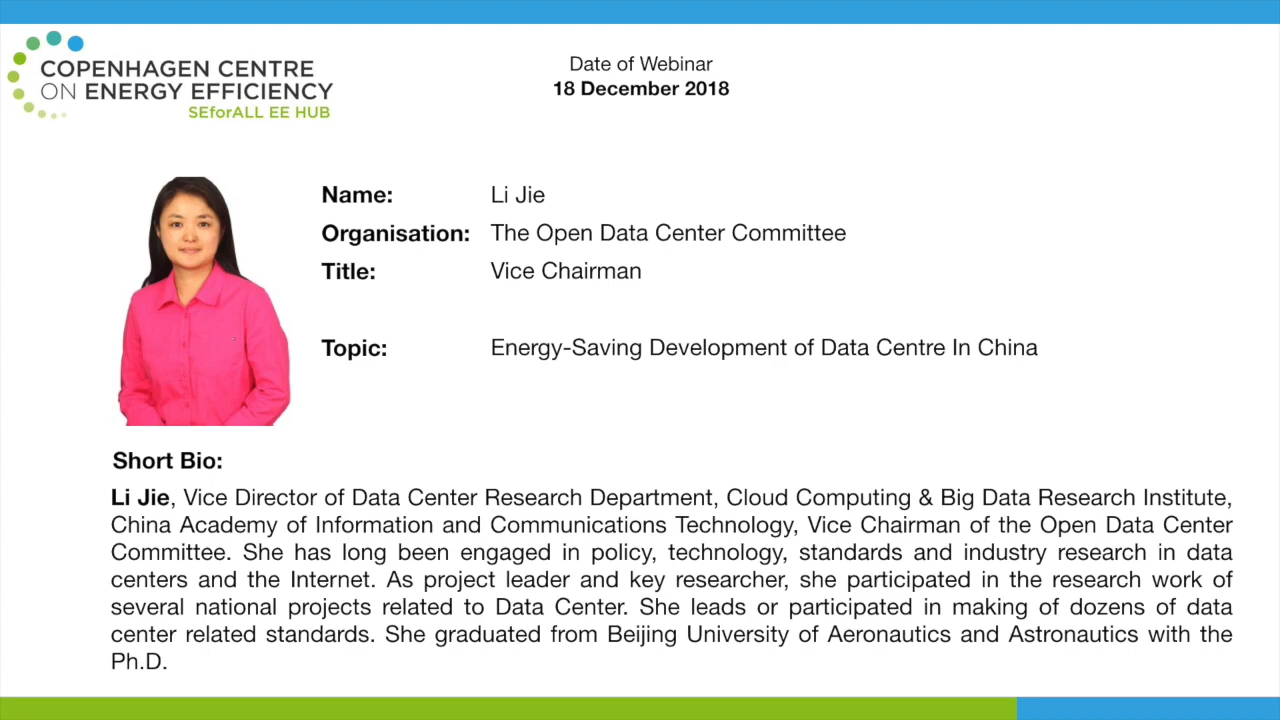 COPENHAGEN CENTRE
ON ENERGY EFFICIENCY
SEforALL EE HUB
Date of Webinar
18 December 2018
Name: Li Jie
Organisation: The Open Data Center Committee
Title: Vice Chairman
Topic: Energy-Saving Development of Data Centre In China
Short Bio:
Li Jie, Vice Director of Data Center Research Department, Cloud Computing & Big Data Research Institute,
China Academy of Information and Communications Technology, Vice Chairman of the Open Data Center
Committee. She has long been engaged in policy, technology, standards and industry research in data
centers and the Internet. As project leader and key researcher, she participated in the research work of
several national projects related to Data Center. She leads or participated in making of dozens of data
center related standards. She graduated from Beijing University of Aeronautics and Astronautics with the
Ph.D.